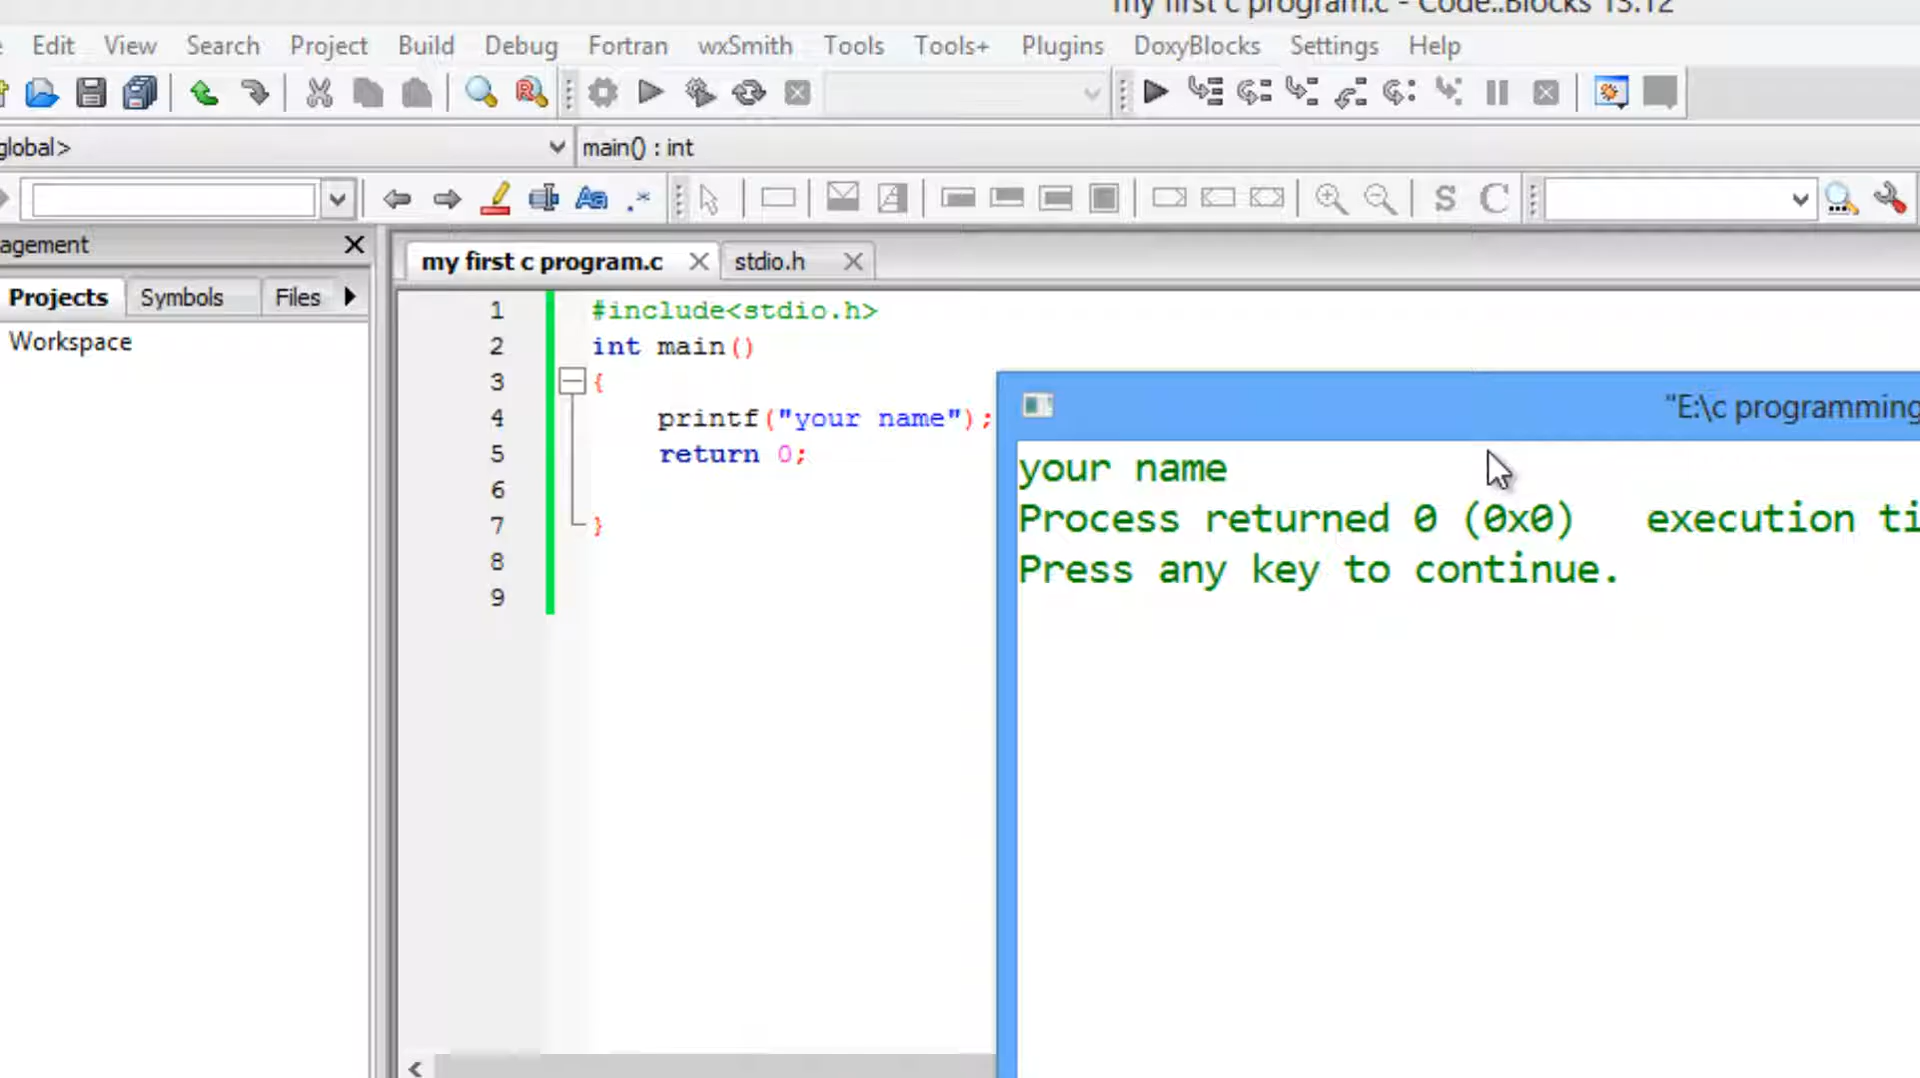 my first c program.c - Code::Blocks 13.12
Edit View Search Project Build Debug Fortran wxSmith Tools Tools+ Plugins DoxyBlocks Settings Help
global>
main() : int
agement
Projects Symbols Files
Workspace
my first c program.c
stdio.h
1 #include<stdio.h>
2 int main()
3 {
4 printf("your name");
5 return 0;
6
7 }
8
9
"E:\c programming
your name
Process returned 0 (0x0) execution ti
Press any key to continue.